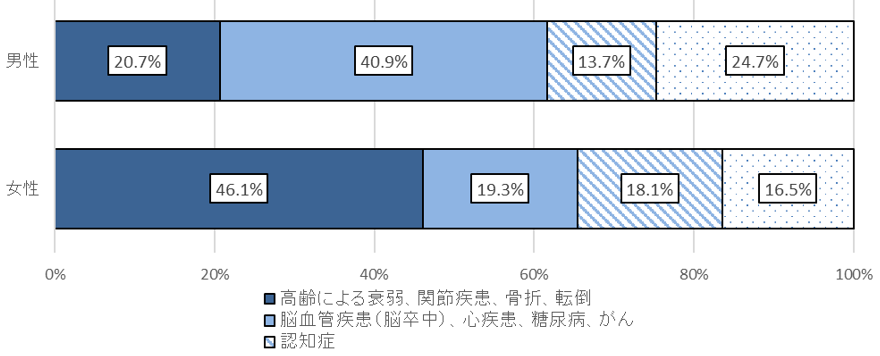 男性
20.7%
40.9%
13.7%
24.7%
女性
46.1%
19.3%
18.1%
16.5%
0%
20%
40%
60%
80%
100%
高齢による衰弱、関節疾患、骨折、転倒
脳血管疾患（脳卒中）、心疾患、糖尿病、がん
認知症